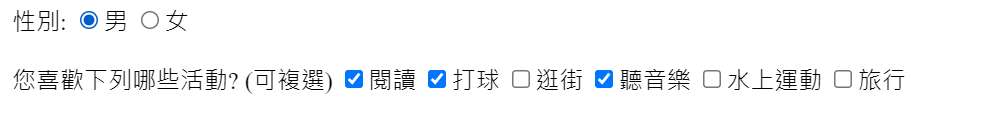 性別: 男 女
您喜歡下列哪些活動? (可複選) 閱讀 打球 逛街 聽音樂 水上運動 旅行